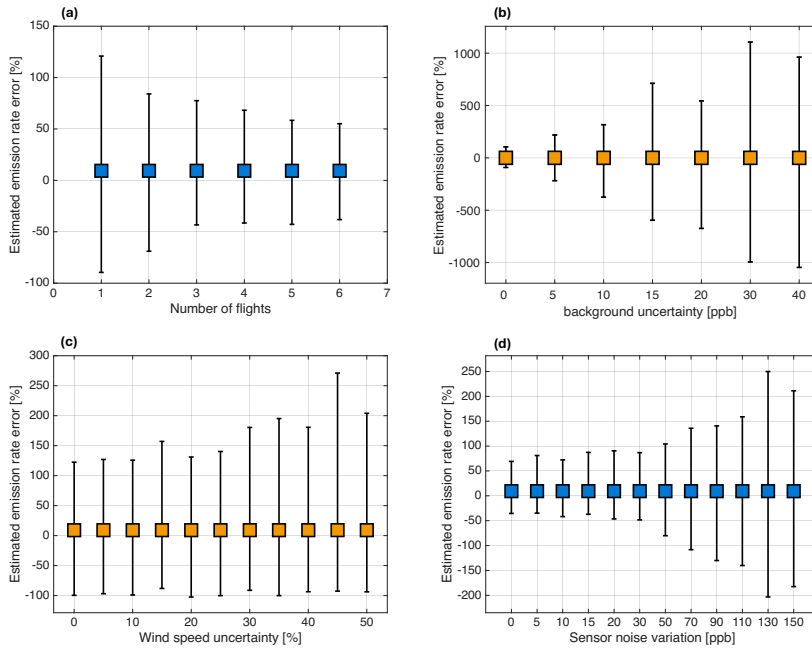 (a)
Estimated emission rate error [%]
150
100
50
0
-50
-100
0 1 2 3 4 5 6 7
Number of flights
(b)
Estimated emission rate error [%]
1000
500
0
-500
-1000
0 5 10 15 20 30 40
background uncertainty [ppb]
(c)
Estimated emission rate error [%]
300
250
200
150
100
50
0
-50
-100
0 10 20 30 40 50
Wind speed uncertainty [%]
(d)
Estimated emission rate error [%]
250
200
150
100
50
0
-50
-100
-150
-200
0 5 10 15 20 30 50 70 90 110 130 150
Sensor noise variation [ppb]